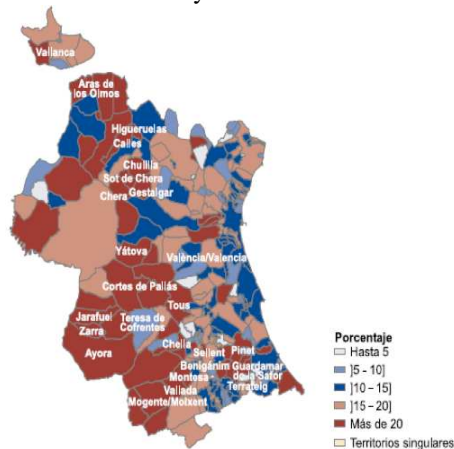 Vallanca
Aras de
los Olmos
Higueruelas
Calles
Chulilla
Sot de Chera
Chera
Gestalgar
Yátova
València/Valencia
Cortes de Pallás
Tous
Jarafuel
Teresa de
Cofrentes
Zarra
Ayora
Chella
Sellent
Pinet
Benigánim
Guardamar
de la Safor
Montesa
Terrateig
Vallada
Mogente/Moixent
Porcentaje
Hasta 5
]5 - 10]
]10 – 15]
]15 – 20]
Más de 20
Territorios singulares